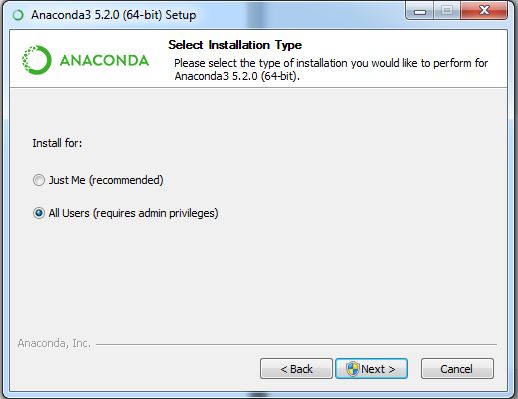 Anaconda3 5.2.0 (64-bit) Setup
ANACONDA
Select Installation Type
Please select the type of installation you would like to perform for
Anaconda3 5.2.0 (64-bit).
Install for:
Just Me (recommended)
All Users (requires admin privileges)
Anaconda, Inc.
< Back
Next >
Cancel